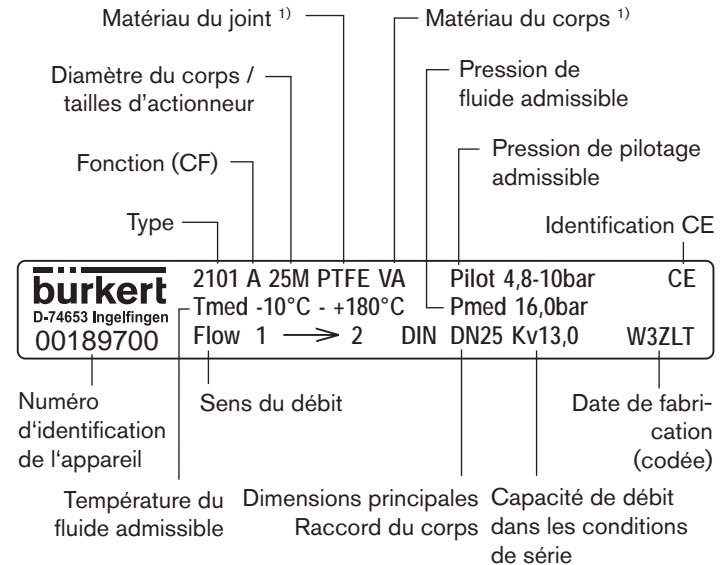 Matériau du joint 1)
Matériau du corps 1)
Diamètre du corps /
tailles d'actionneur
Pression de
fluide admissible
Fonction (CF)
Pression de pilotage
admissible
Type
Identification CE
bürkert
D-74653 Ingelfingen
00189700
2101 A 25M PTFE VA
Pilot 4,8-10bar
CE
Tmed -10°C - +180°C
Pmed 16,0bar
Flow 1 → 2
DIN DN25 Kv13,0
W3ZLT
Numéro
d'identification
de l'appareil
Sens du débit
Date de fabri-
cation
(codée)
Température du
fluide admissible
Dimensions principales
Raccord du corps
Capacité de débit
dans les conditions
de série